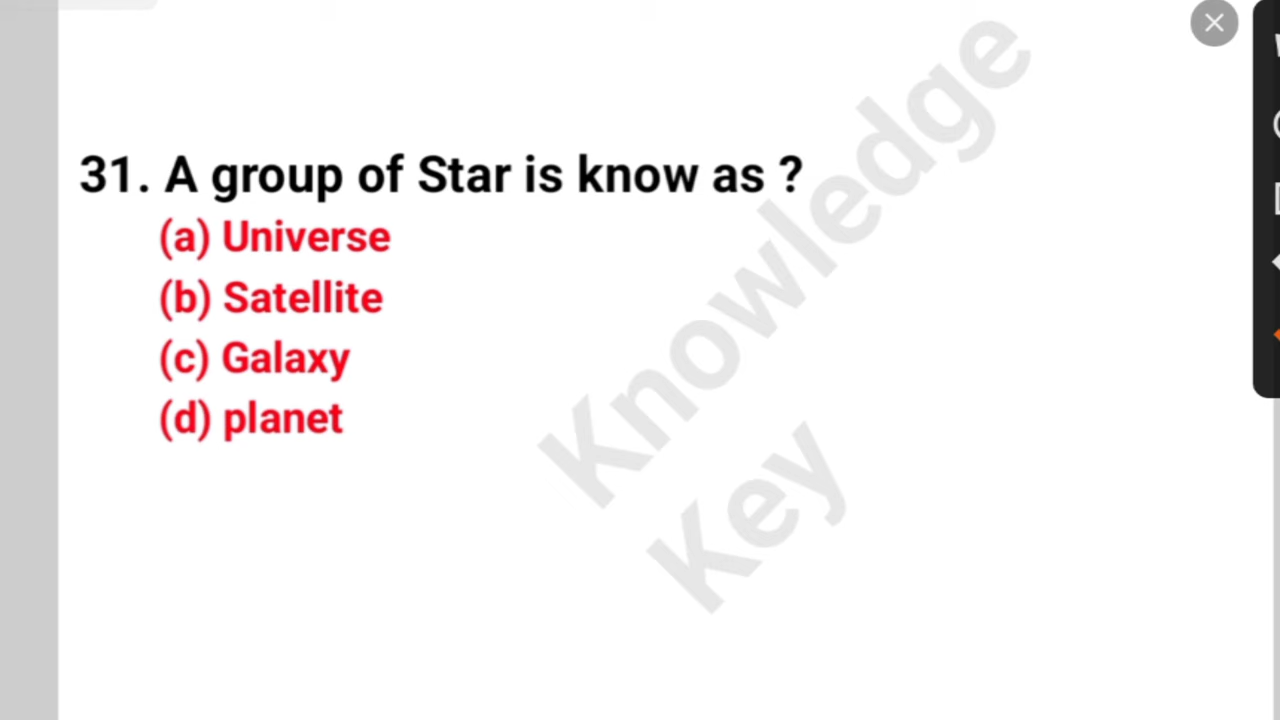 31. A group of Star is know as ?
(a) Universe
(b) Satellite
(c) Galaxy
(d) planet
Knowledge
Key